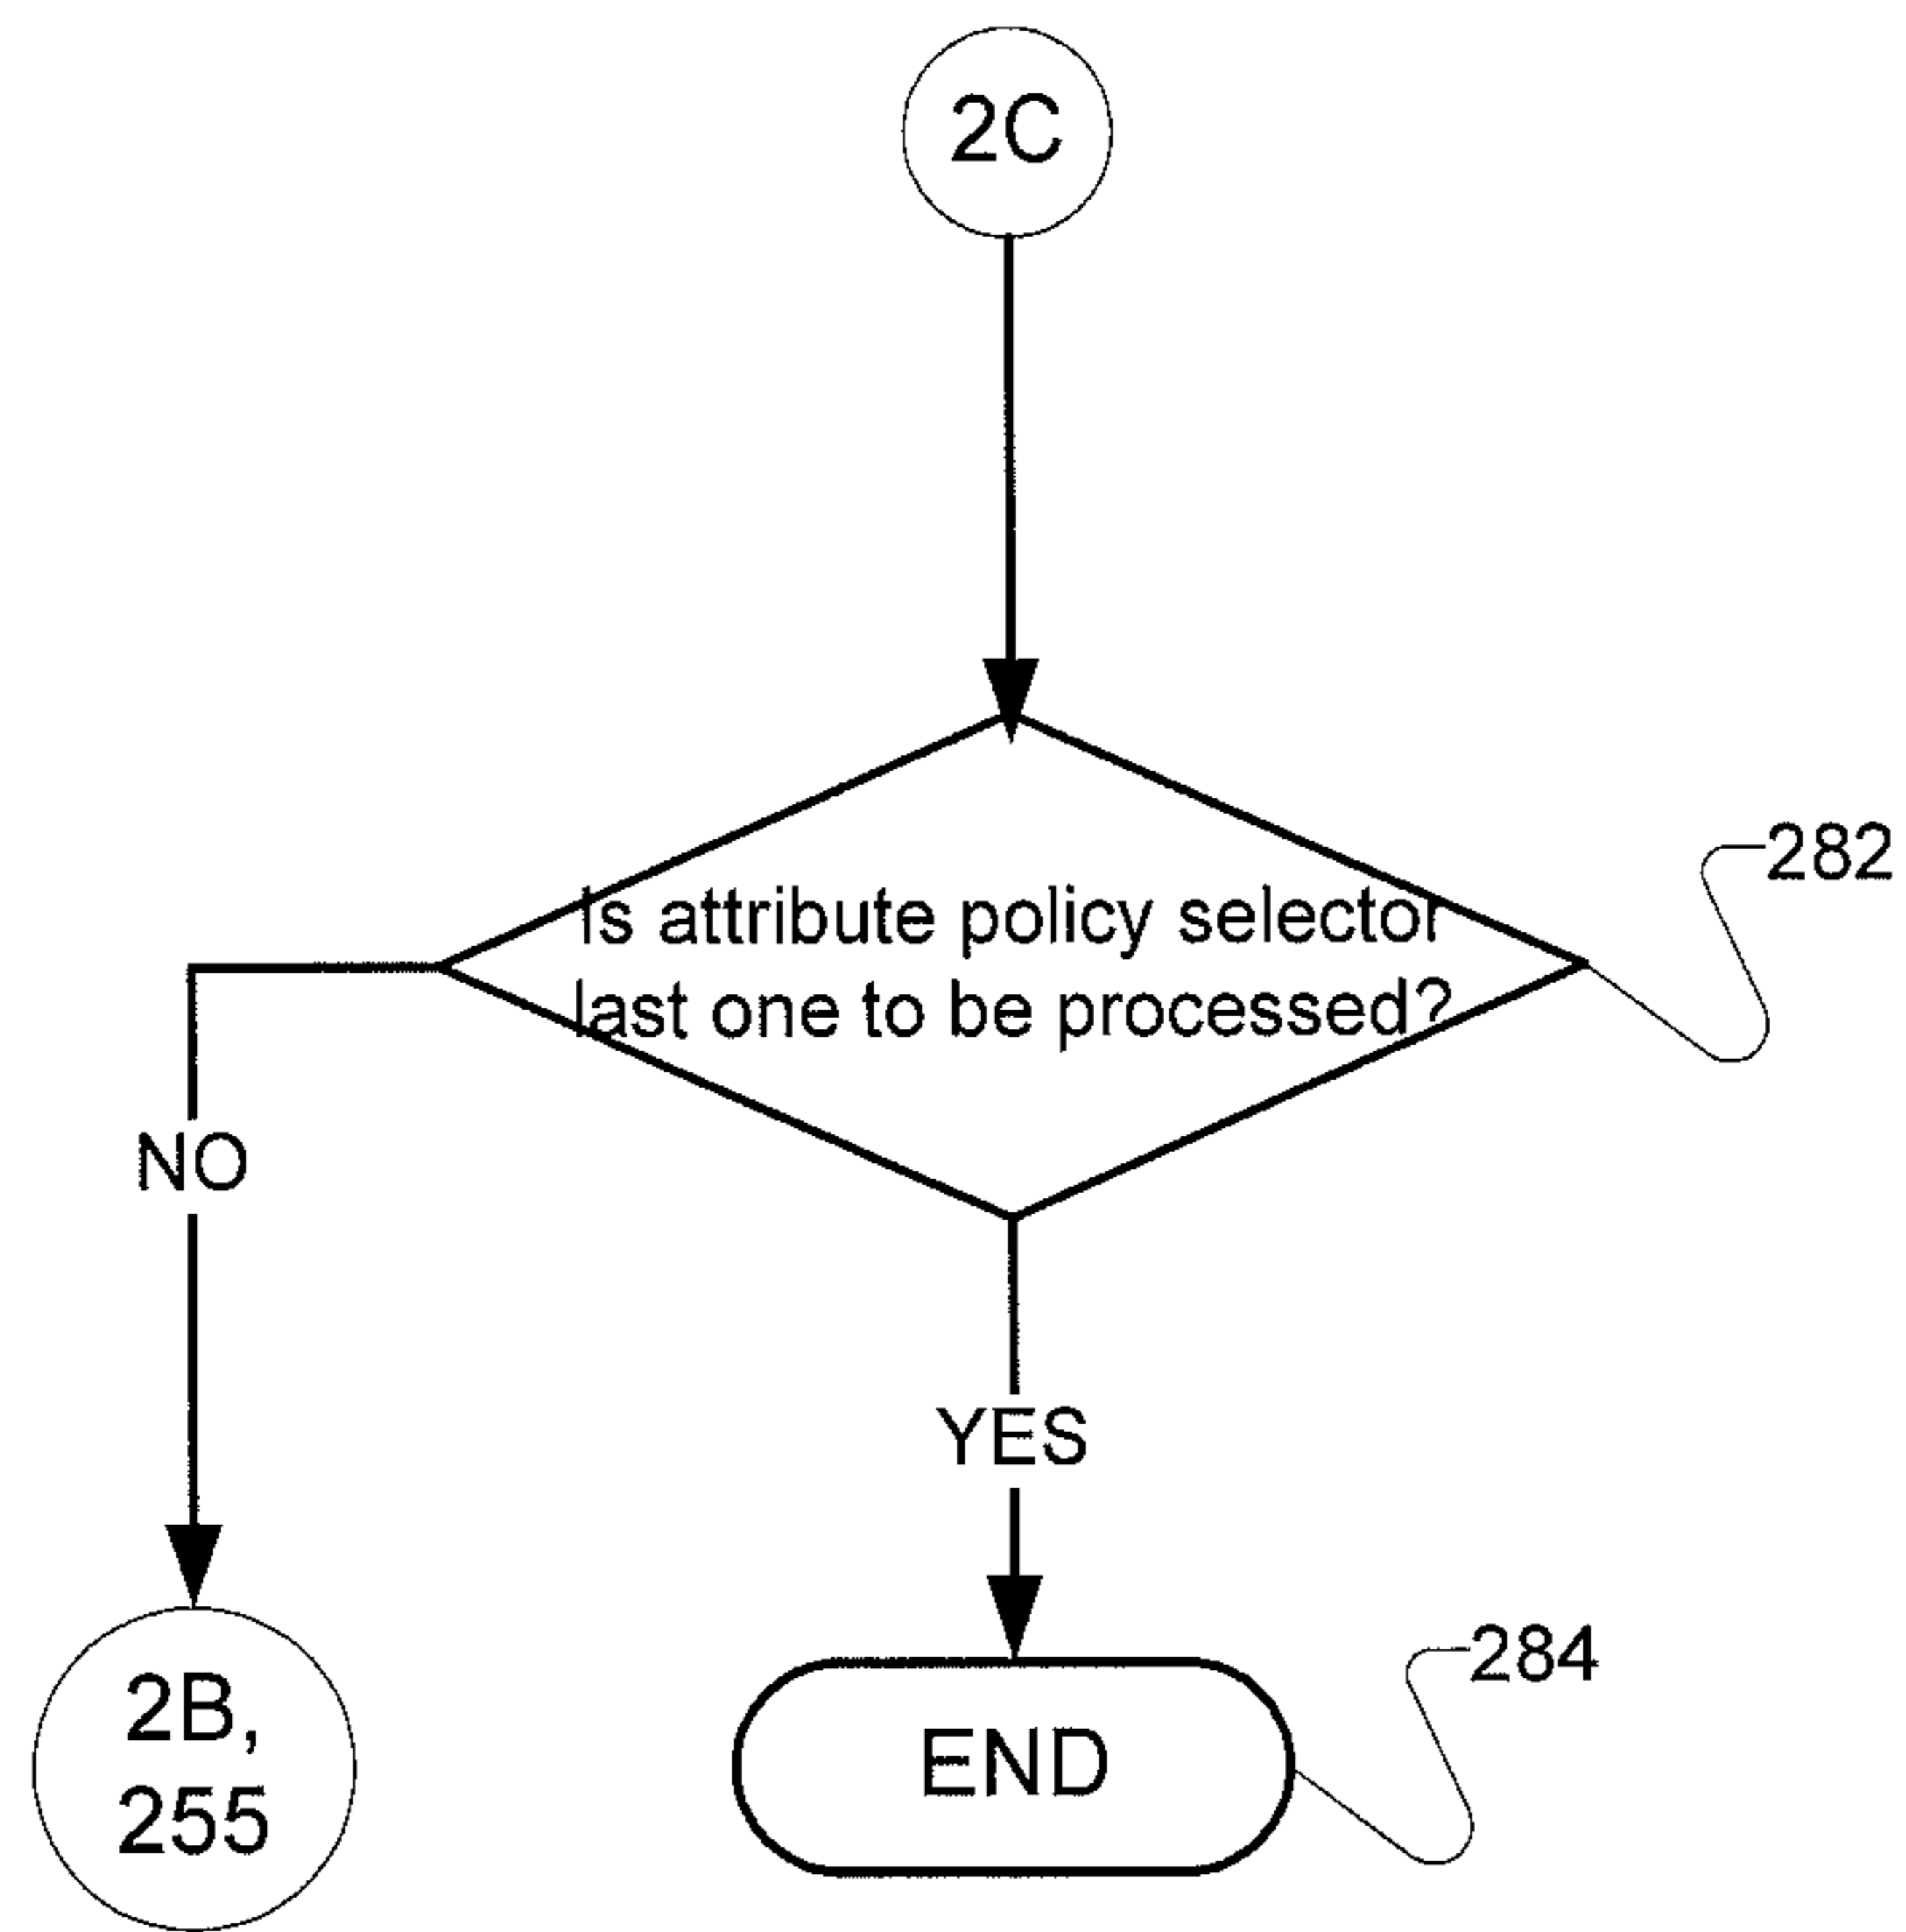 2C
282
Is attribute policy selector
last one to be processed?
NO
YES
2B,
255
END
284